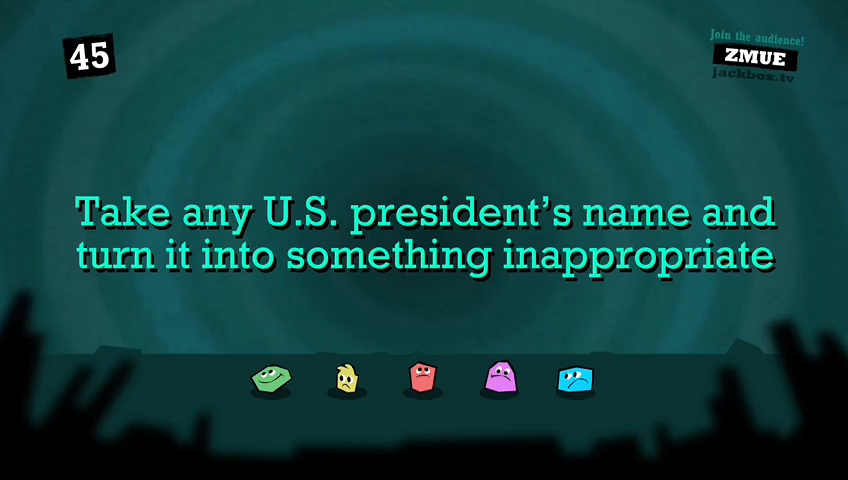 45
Join the audience!
ZMUE
jackbox.tv
Take any U.S. president's name and
turn it into something inappropriate